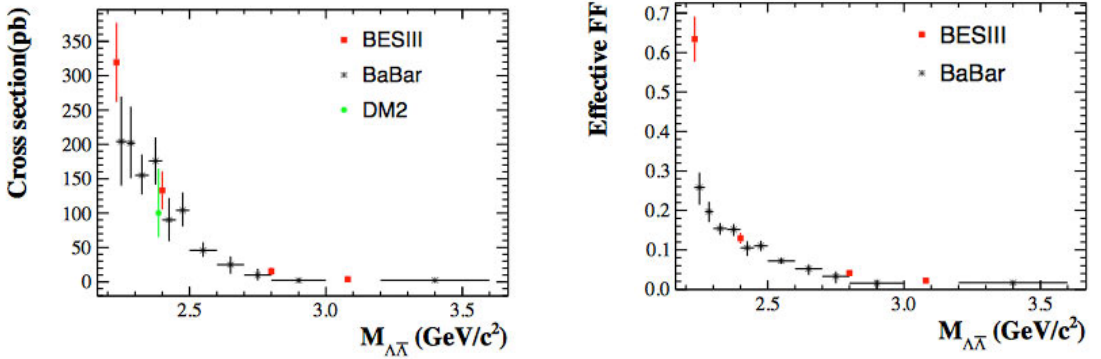 Cross section(pb)
350
300
250
200
150
100
50
0
BESIII
BaBar
DM2
2.5
3.0
3.5
M_{ΛΛ̅} (GeV/c²)
Effective FF
0.7
0.6
0.5
0.4
0.3
0.2
0.1
0.0
BESIII
BaBar
2.5
3.0
3.5
M_{ΛΛ̅} (GeV/c²)